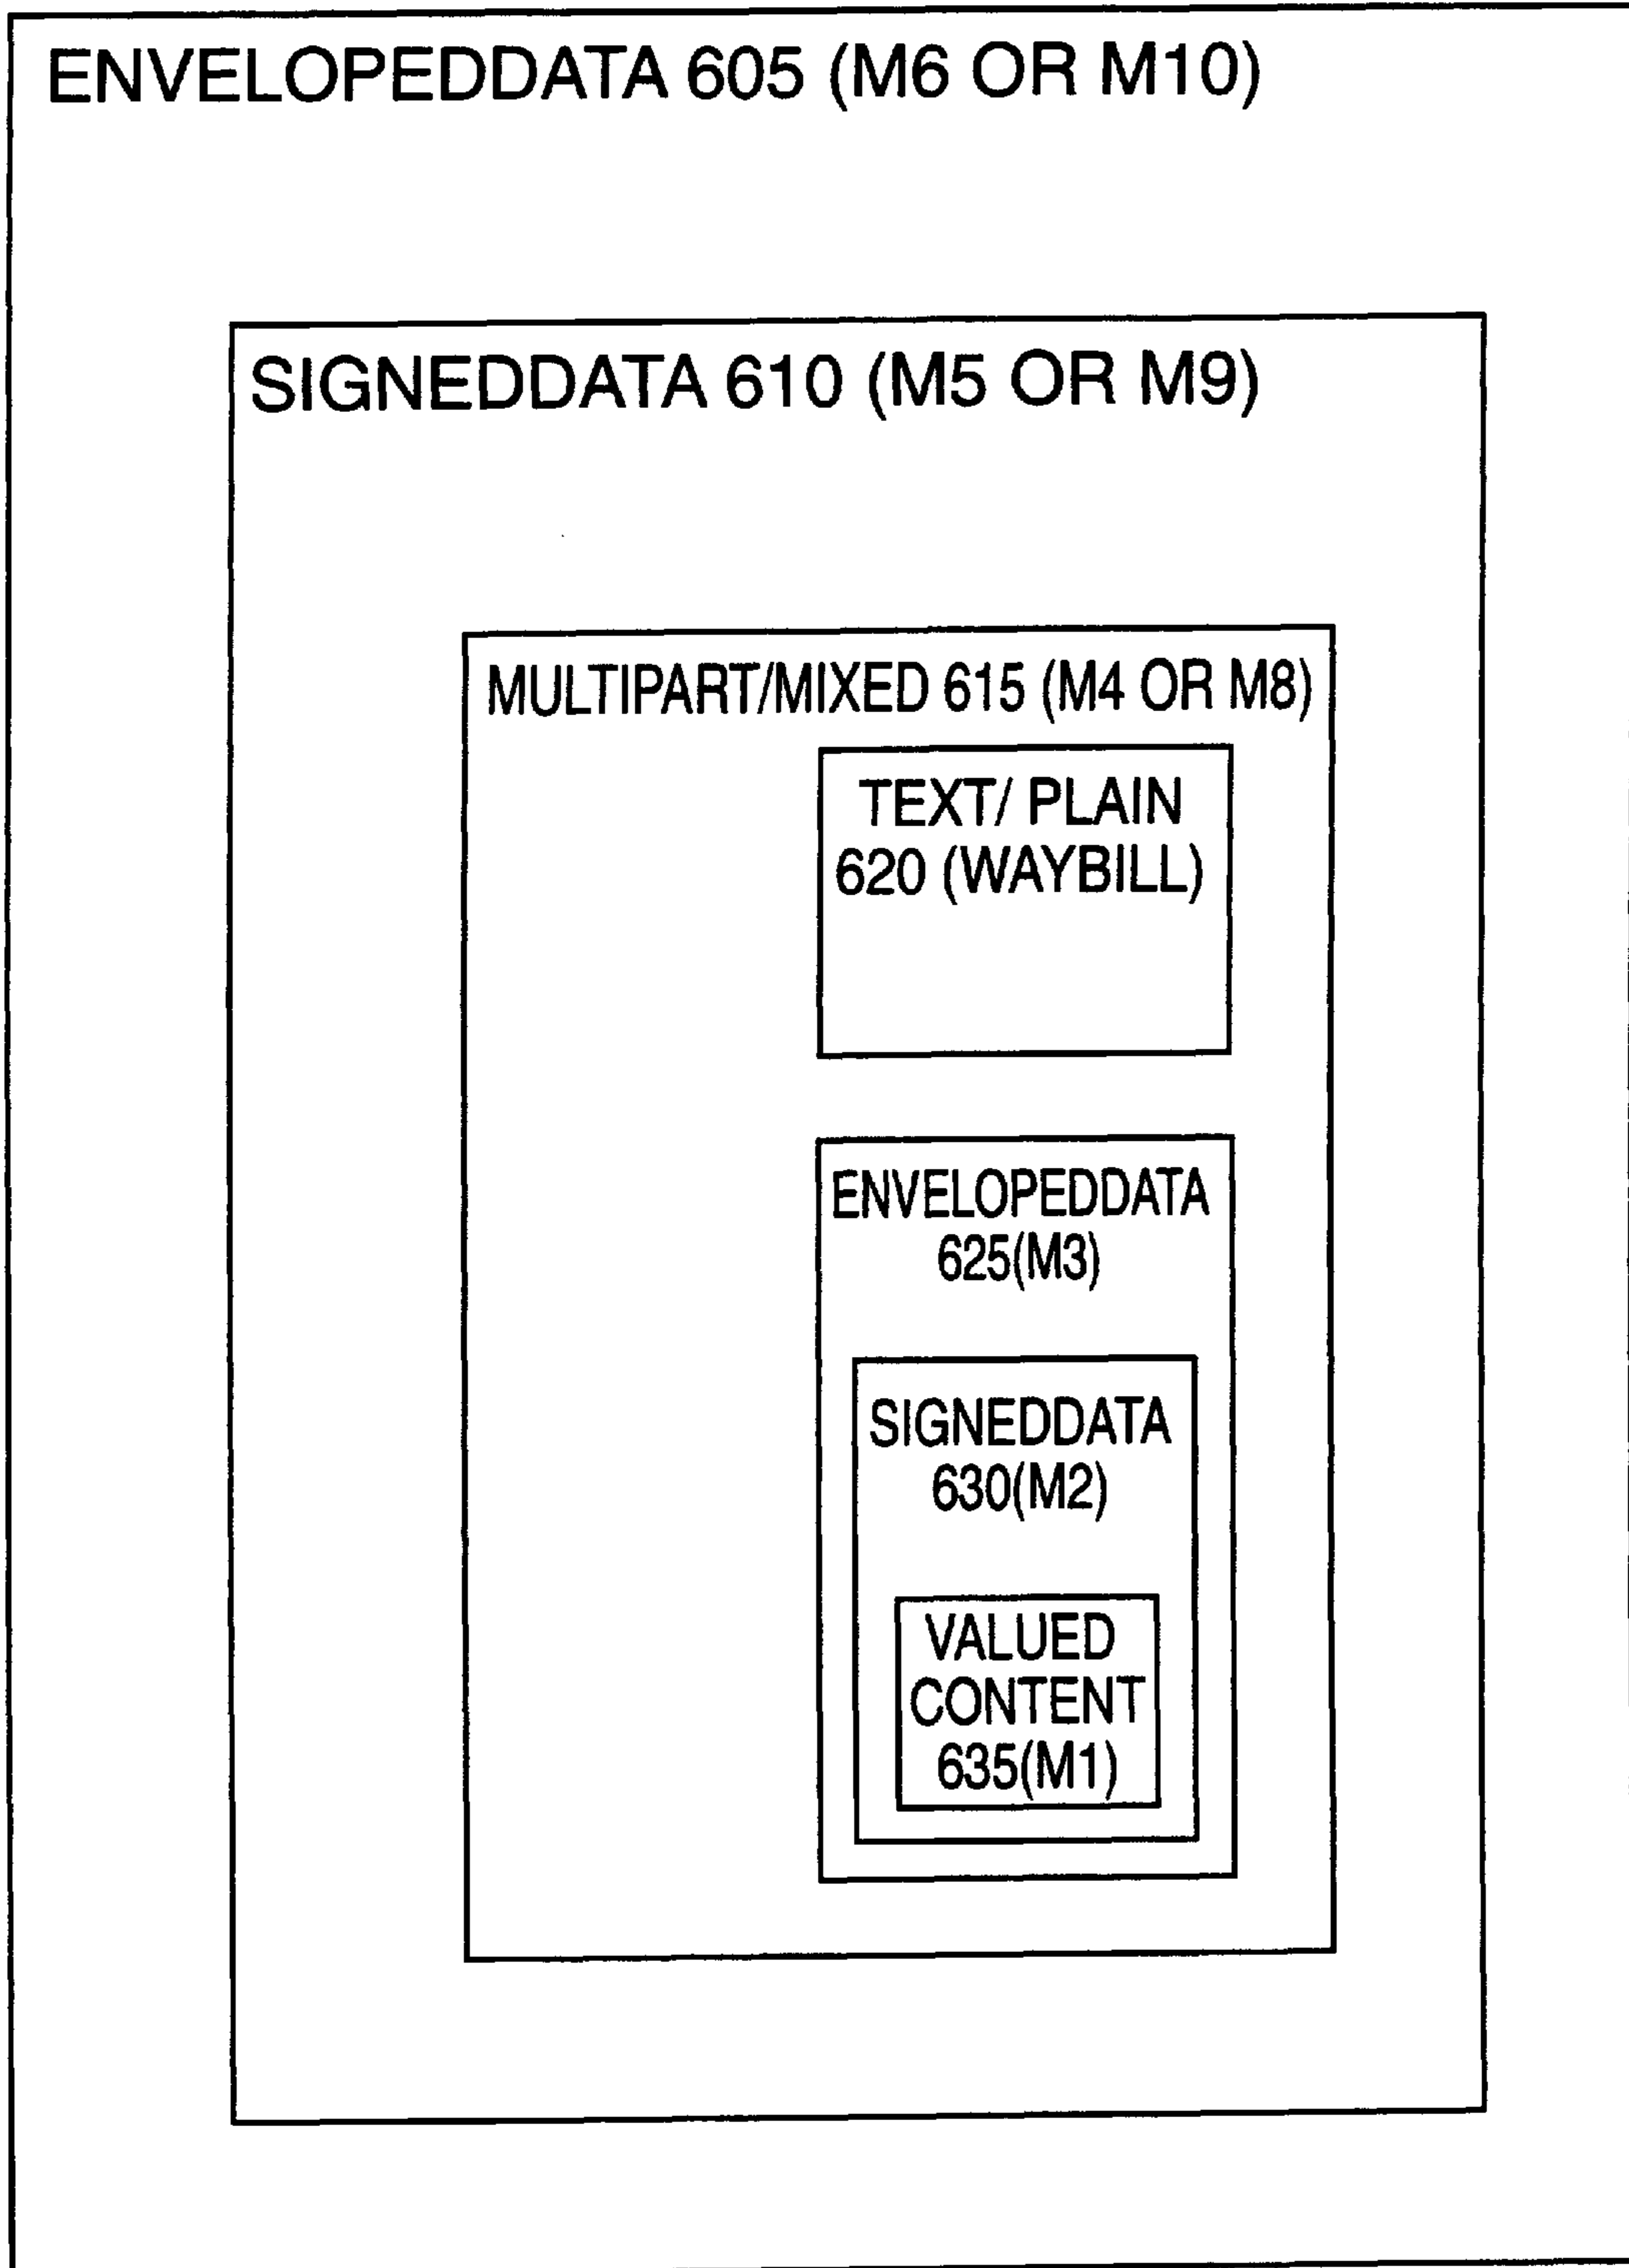 ENVELOPEDDATA 605 (M6 OR M10)
SIGNEDDATA 610 (M5 OR M9)
MULTIPART/MIXED 615 (M4 OR M8)
TEXT/ PLAIN
620 (WAYBILL)
ENVELOPEDDATA
625(M3)
SIGNEDDATA
630(M2)
VALUED
CONTENT
635(M1)